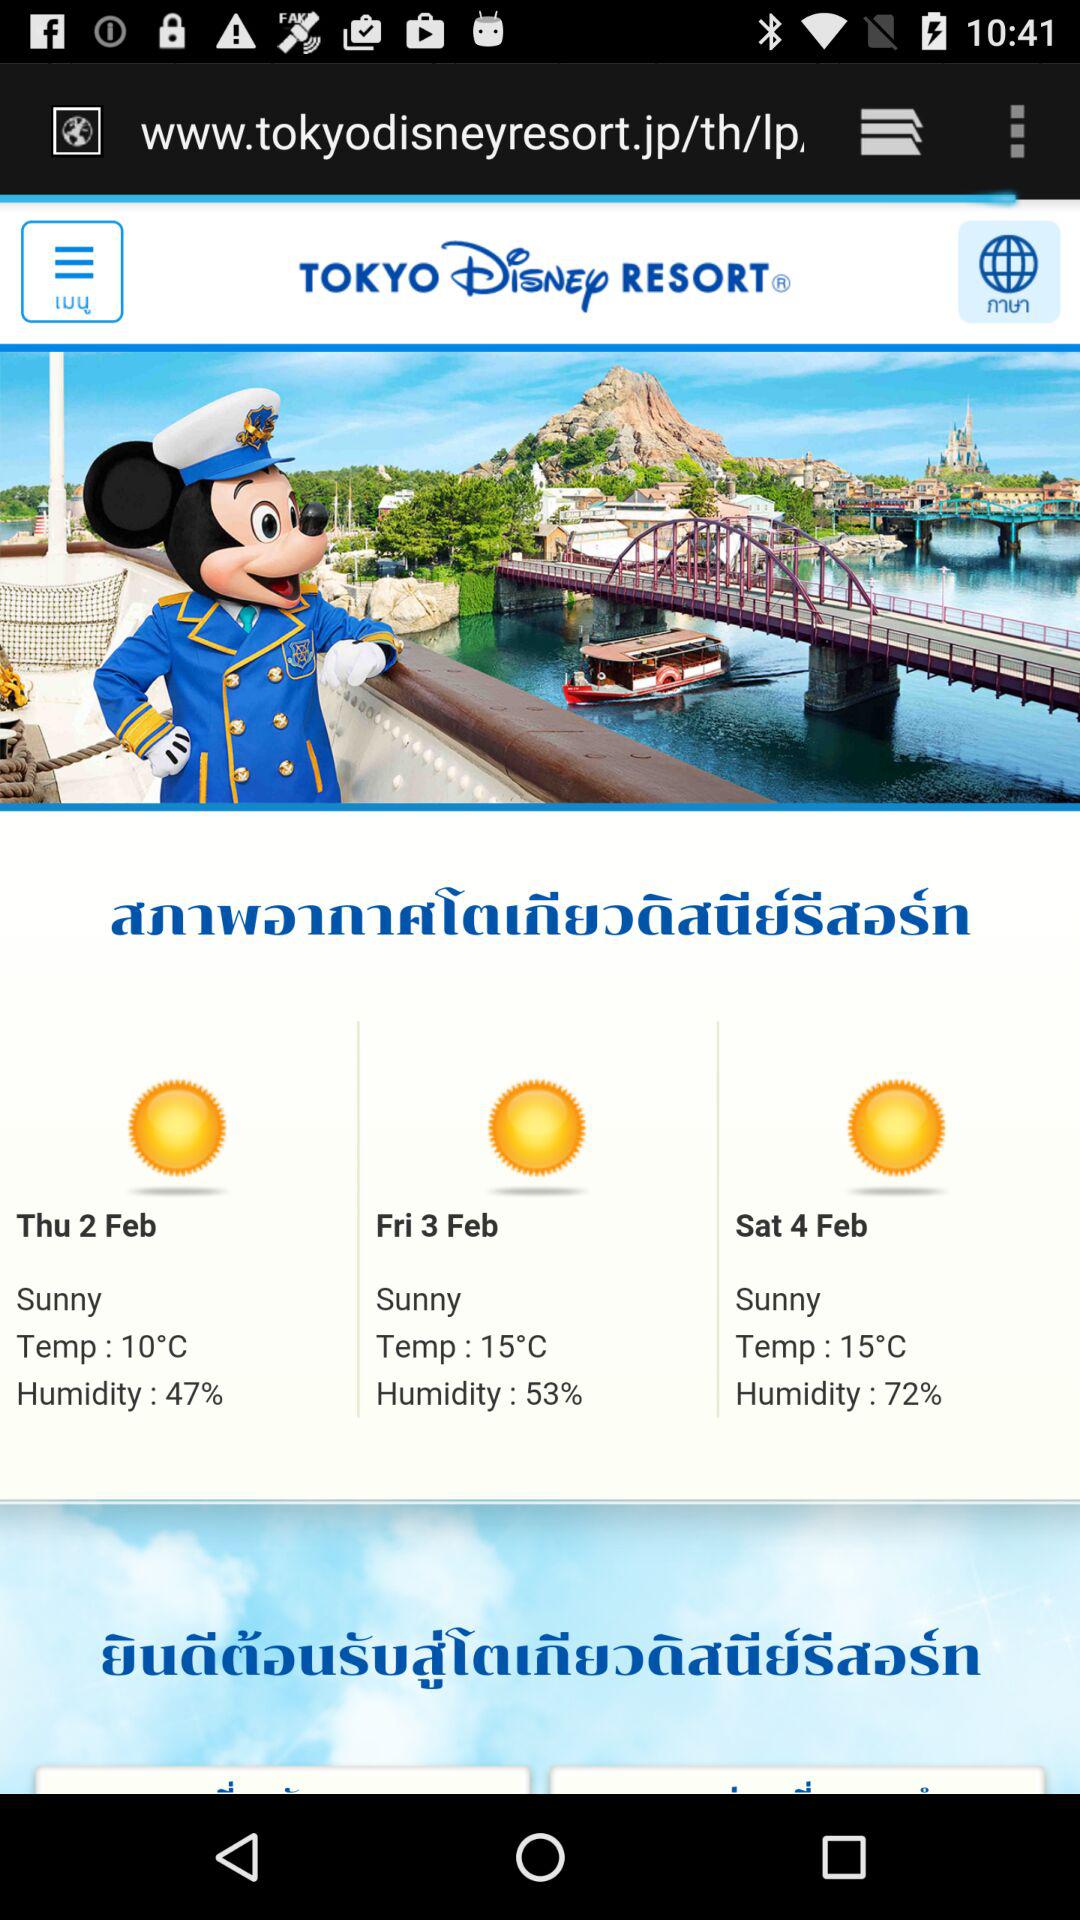 FAKE
10:41
www.tokyodisneyresort.jp/th/lp/
เมนู
TOKYO Disney RESORT®
ภาษา
สภาพอากาศโตเกียวดิสนีย์รีสอร์ท
Thu 2 Feb
Sunny
Temp : 10°C
Humidity : 47%
Fri 3 Feb
Sunny
Temp : 15°C
Humidity : 53%
Sat 4 Feb
Sunny
Temp : 15°C
Humidity : 72%
ยินดีต้อนรับสู่โตเกียวดิสนีย์รีสอร์ท